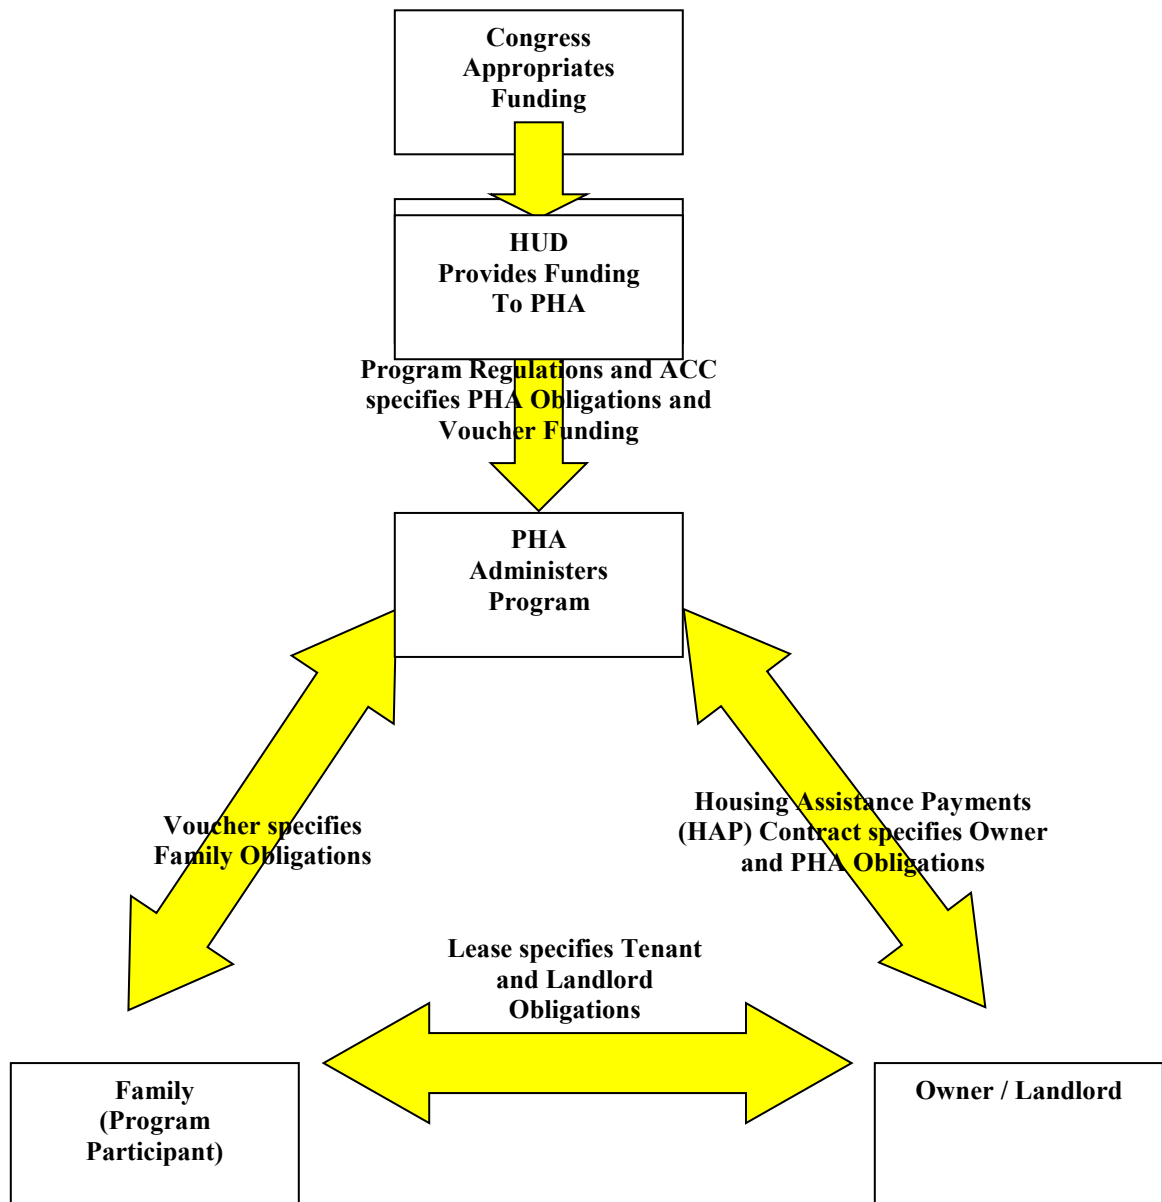 Congress
Appropriates
Funding
HUD
Provides Funding
To PHA
Program Regulations and ACC
specifies PHA Obligations and
Voucher Funding
PHA
Administers
Program
Voucher specifies
Family Obligations
Housing Assistance Payments
(HAP) Contract specifies Owner
and PHA Obligations
Lease specifies Tenant
and Landlord
Obligations
Family
(Program
Participant)
Owner / Landlord